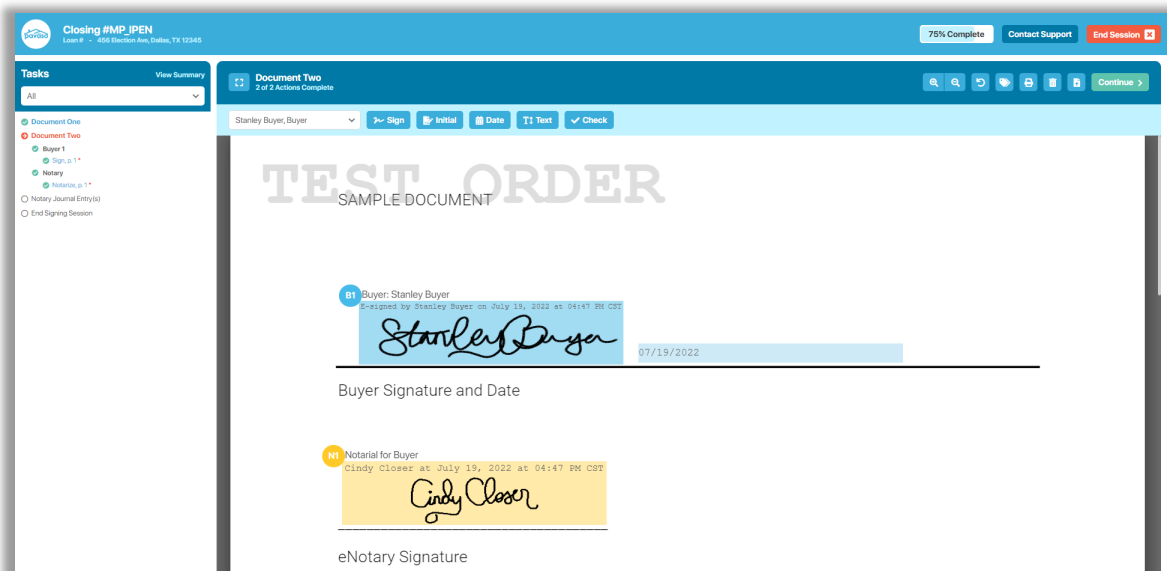 pavaso
Closing #MP_IPEN
Loan # - 456 Election Ave, Dallas, TX 12345
75% Complete
Contact Support
End Session
Tasks
View Summary
All
Document One
Document Two
Buyer 1
Sign, p. 1 *
Notary
Notarize, p. 1 *
Notary Journal Entry(s)
End Signing Session
Document Two
2 of 2 Actions Complete
Continue
Stanley Buyer, Buyer
Sign
Initial
Date
Text
Check
TEST ORDER
SAMPLE DOCUMENT
B1
Buyer: Stanley Buyer
E-signed by Stanley Buyer on July 19, 2022 at 04:47 PM CST
Stanley Buyer
07/19/2022
Buyer Signature and Date
N1
Notarial for Buyer
Cindy Closer at July 19, 2022 at 04:47 PM CST
Cindy Closer
eNotary Signature